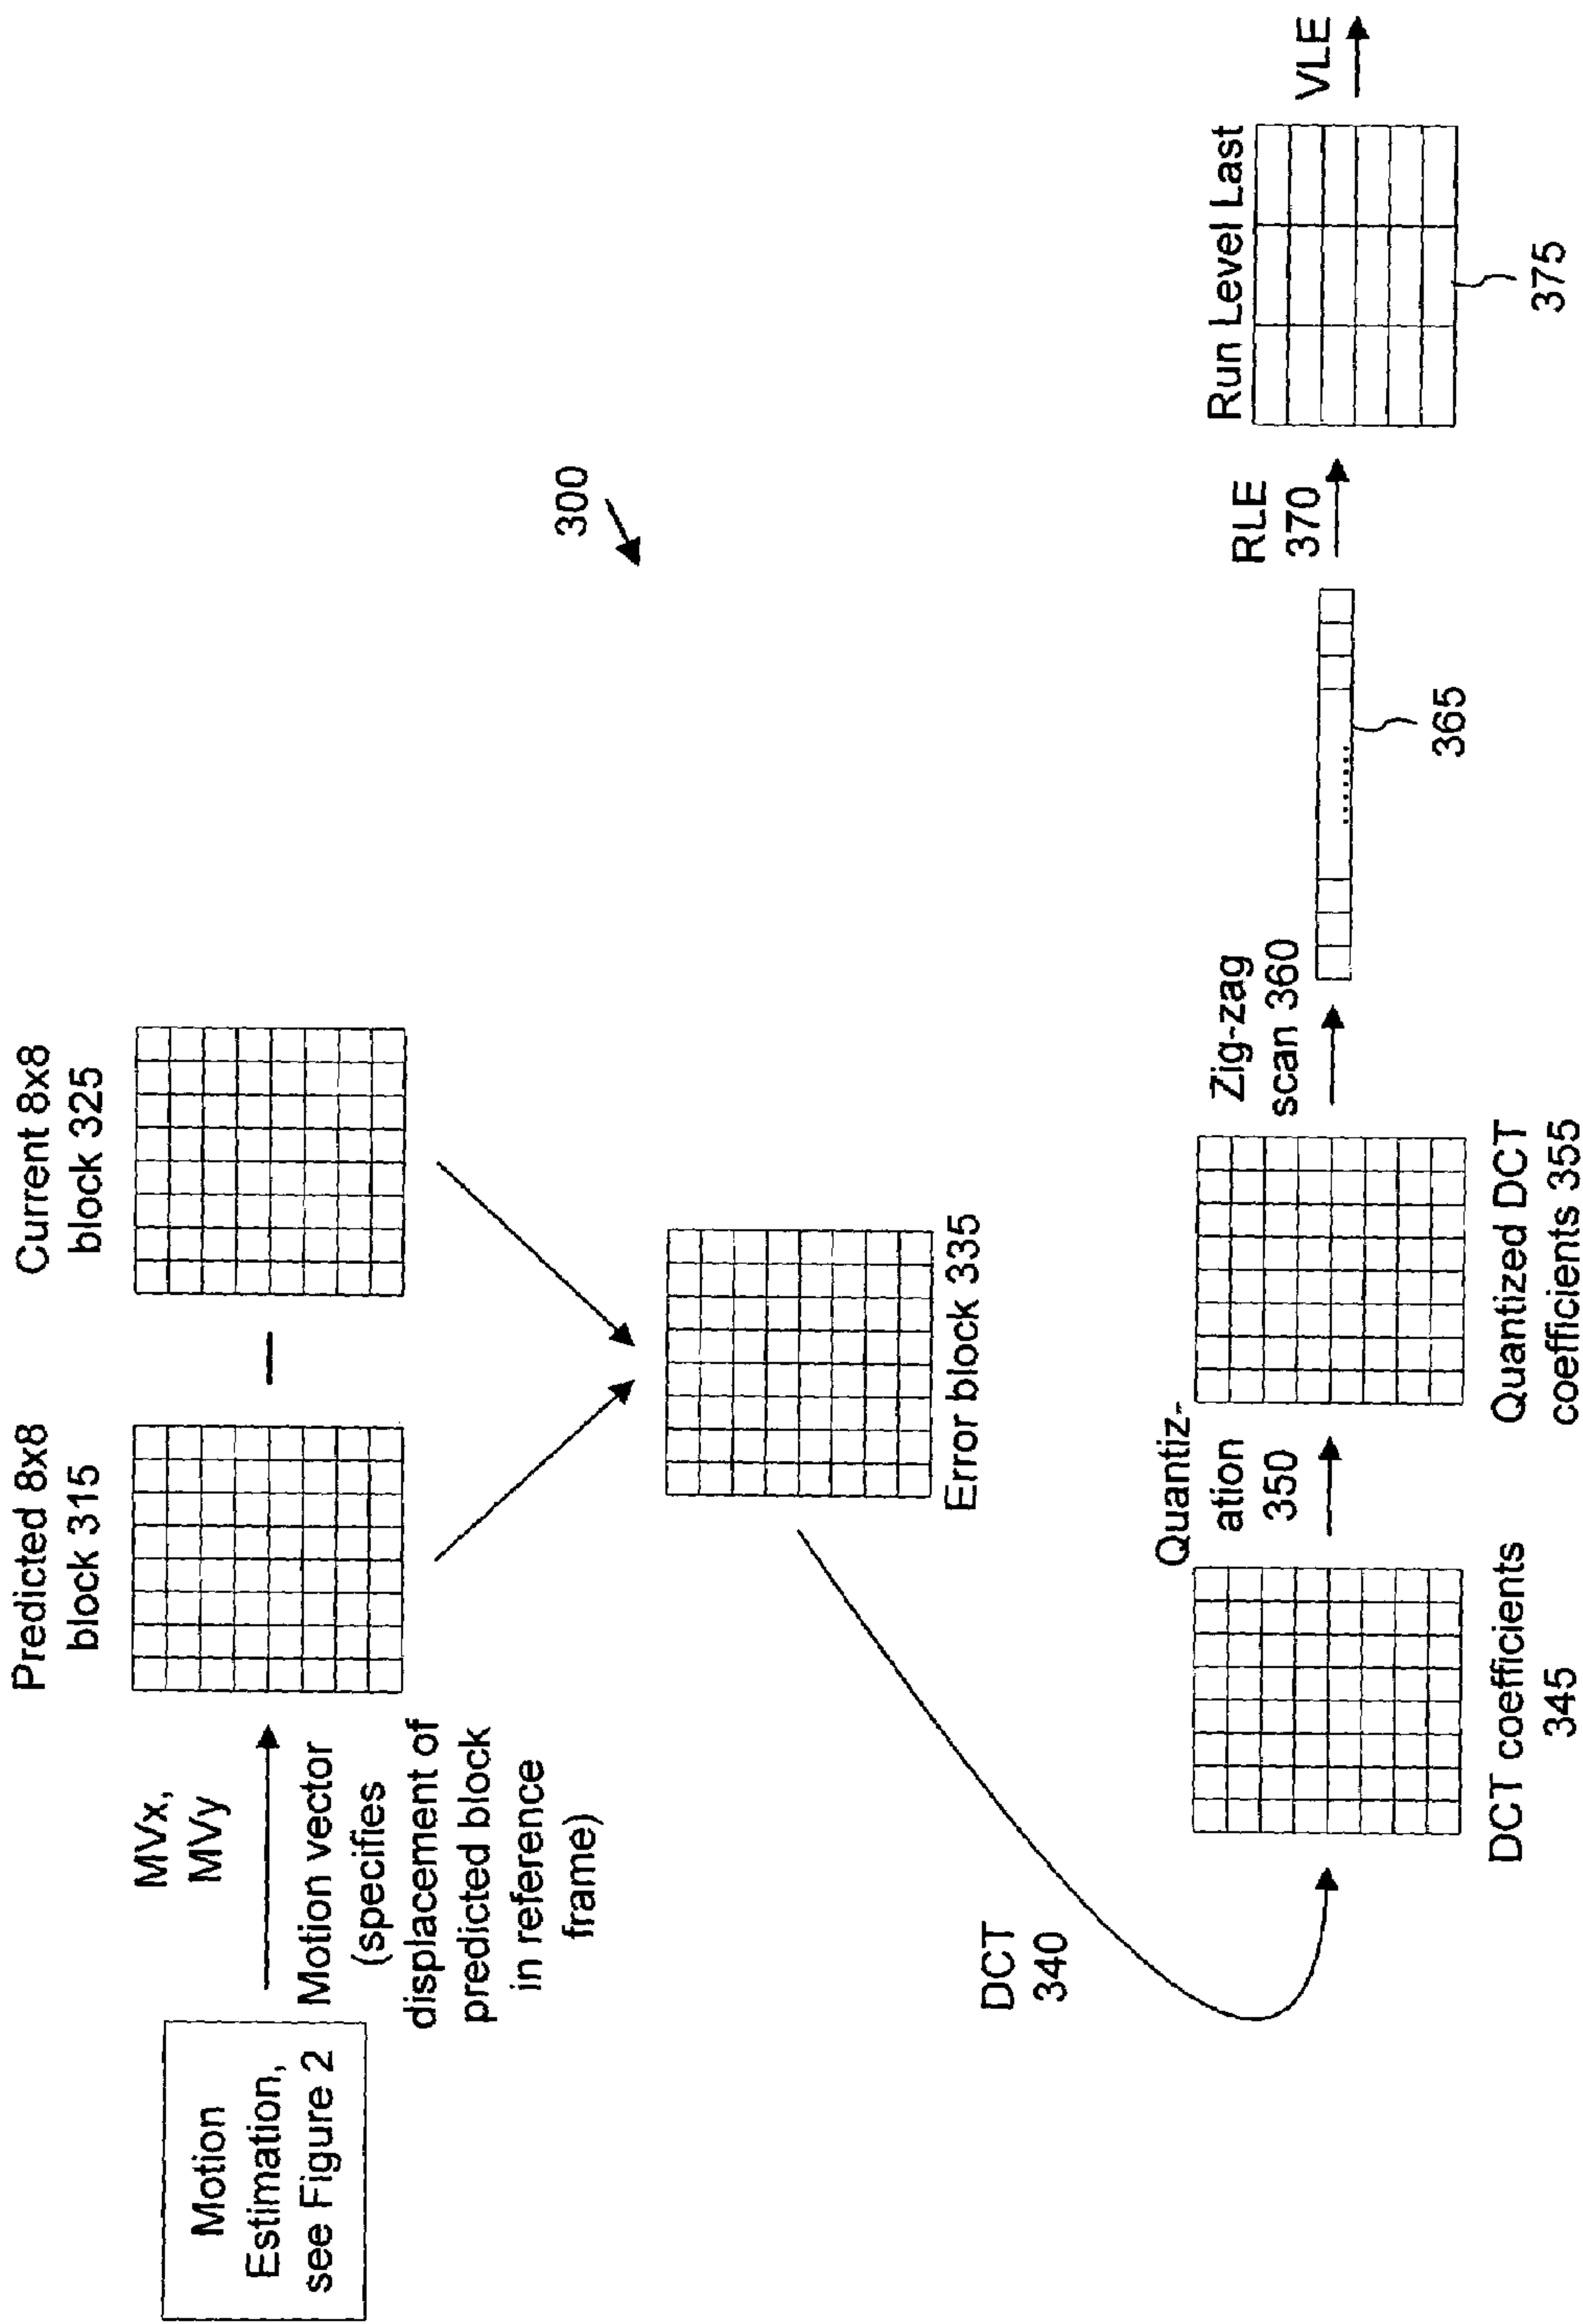 Motion
Estimation,
see Figure 2
MVx,
MVy
Motion vector
(specifies
displacement of
predicted block
in reference
frame)
Predicted 8x8
block 315
Current 8x8
block 325
300
Error block 335
DCT
340
DCT coefficients
345
Quantiz-
ation
350
Quantized DCT
coefficients 355
Zig-zag
scan 360
365
RLE
370
Run Level Last
375
VLE